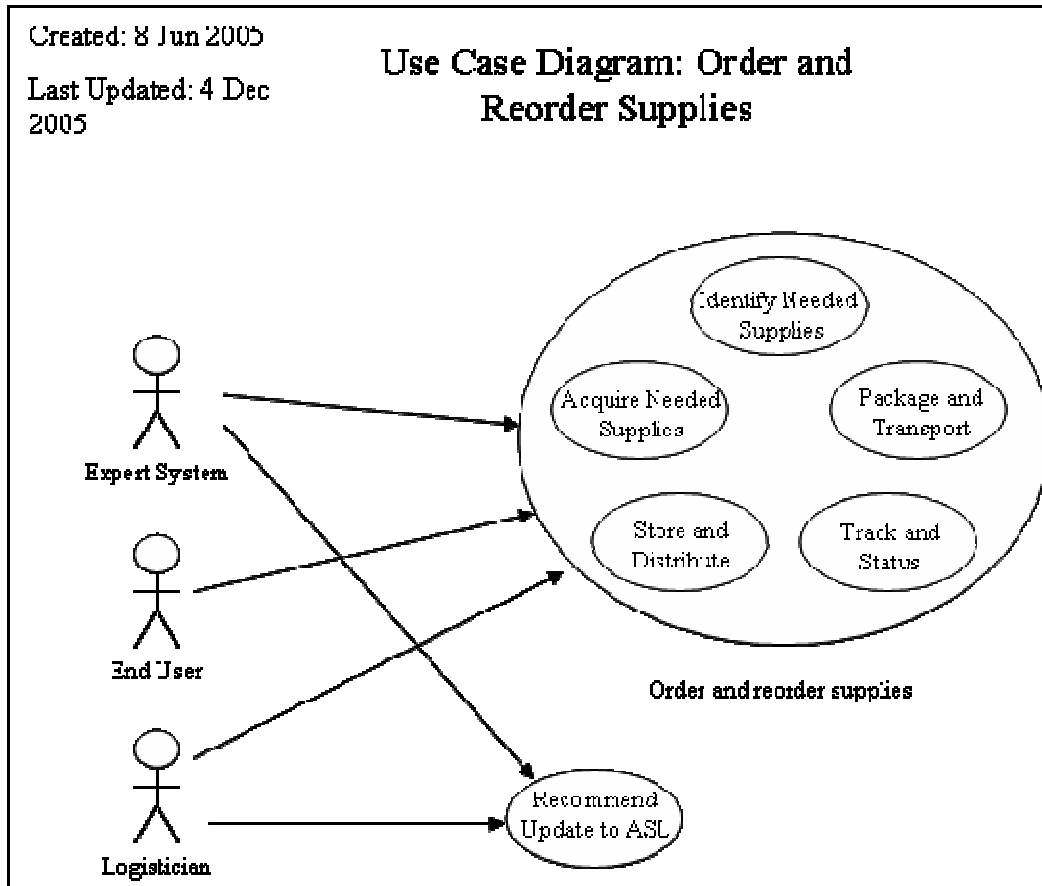 Created: 8 Jun 2005
Last Updated: 4 Dec
2005
Use Case Diagram: Order and
Reorder Supplies
Identify Needed
Supplies
Acquire Needed
Supplies
Package and
Transport
Store and
Distribute
Track and
Status
Expert System
End User
Order and reorder supplies
Recommend
Update to ASL
Logistician